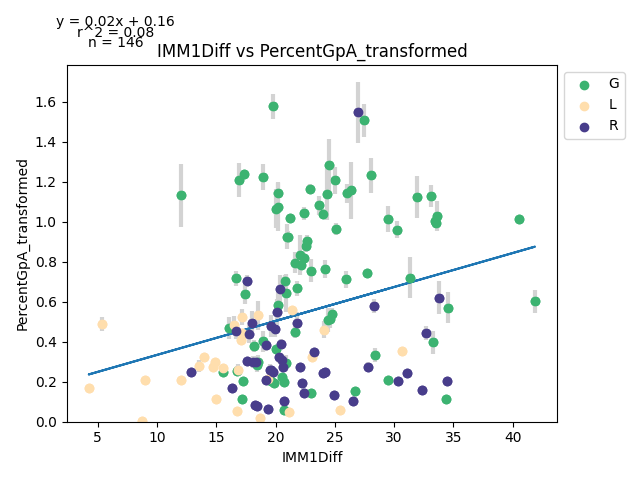 y = 0.02x + 0.16
r^2 = 0.08
n = 146
IMM1Diff vs PercentGpA_transformed
G
L
R
PercentGpA_transformed
1.6
1.4
1.2
1.0
0.8
0.6
0.4
0.2
0.0
5 10 15 20 25 30 35 40
IMM1Diff